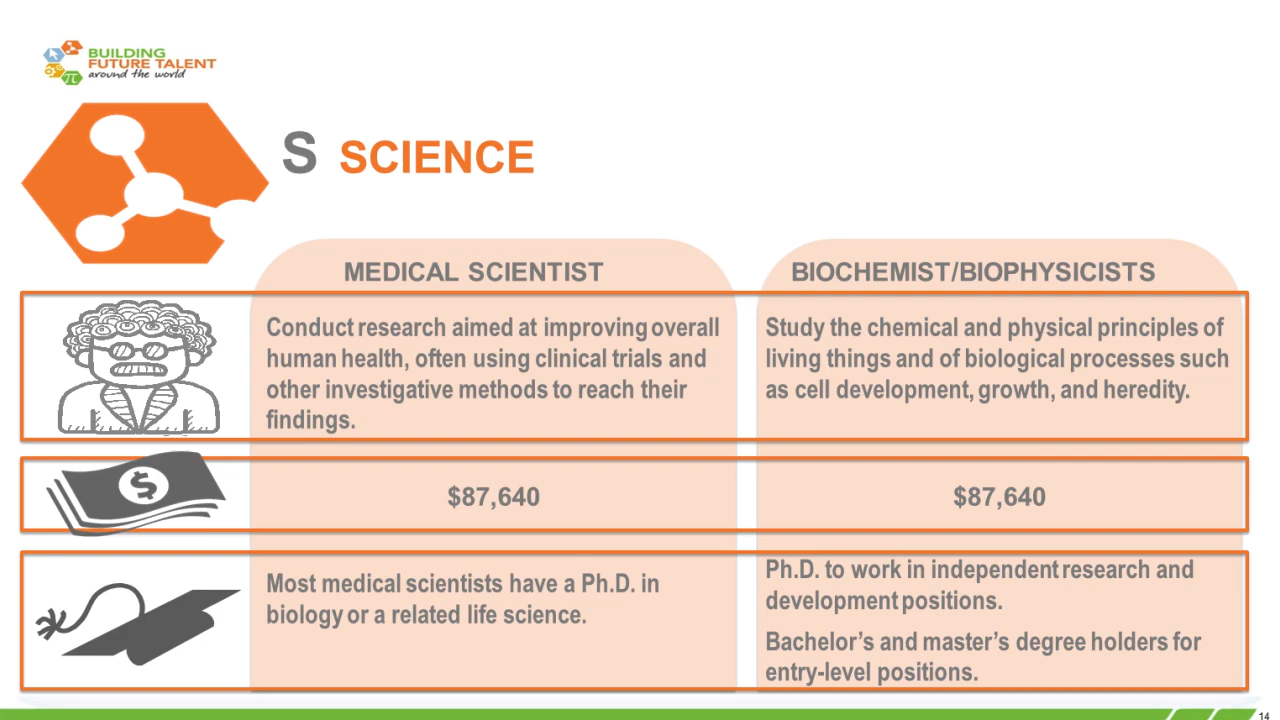 BUILDING
FUTURE TALENT
around the world
S SCIENCE
MEDICAL SCIENTIST
Conduct research aimed at improving overall
human health, often using clinical trials and
other investigative methods to reach their
findings.
BIOCHEMIST/BIOPHYSICISTS
Study the chemical and physical principles of
living things and of biological processes such
as cell development, growth, and heredity.
$
$87,640
$87,640
Most medical scientists have a Ph.D. in
biology or a related life science.
Ph.D. to work in independent research and
development positions.
Bachelor’s and master’s degree holders for
entry-level positions.
14